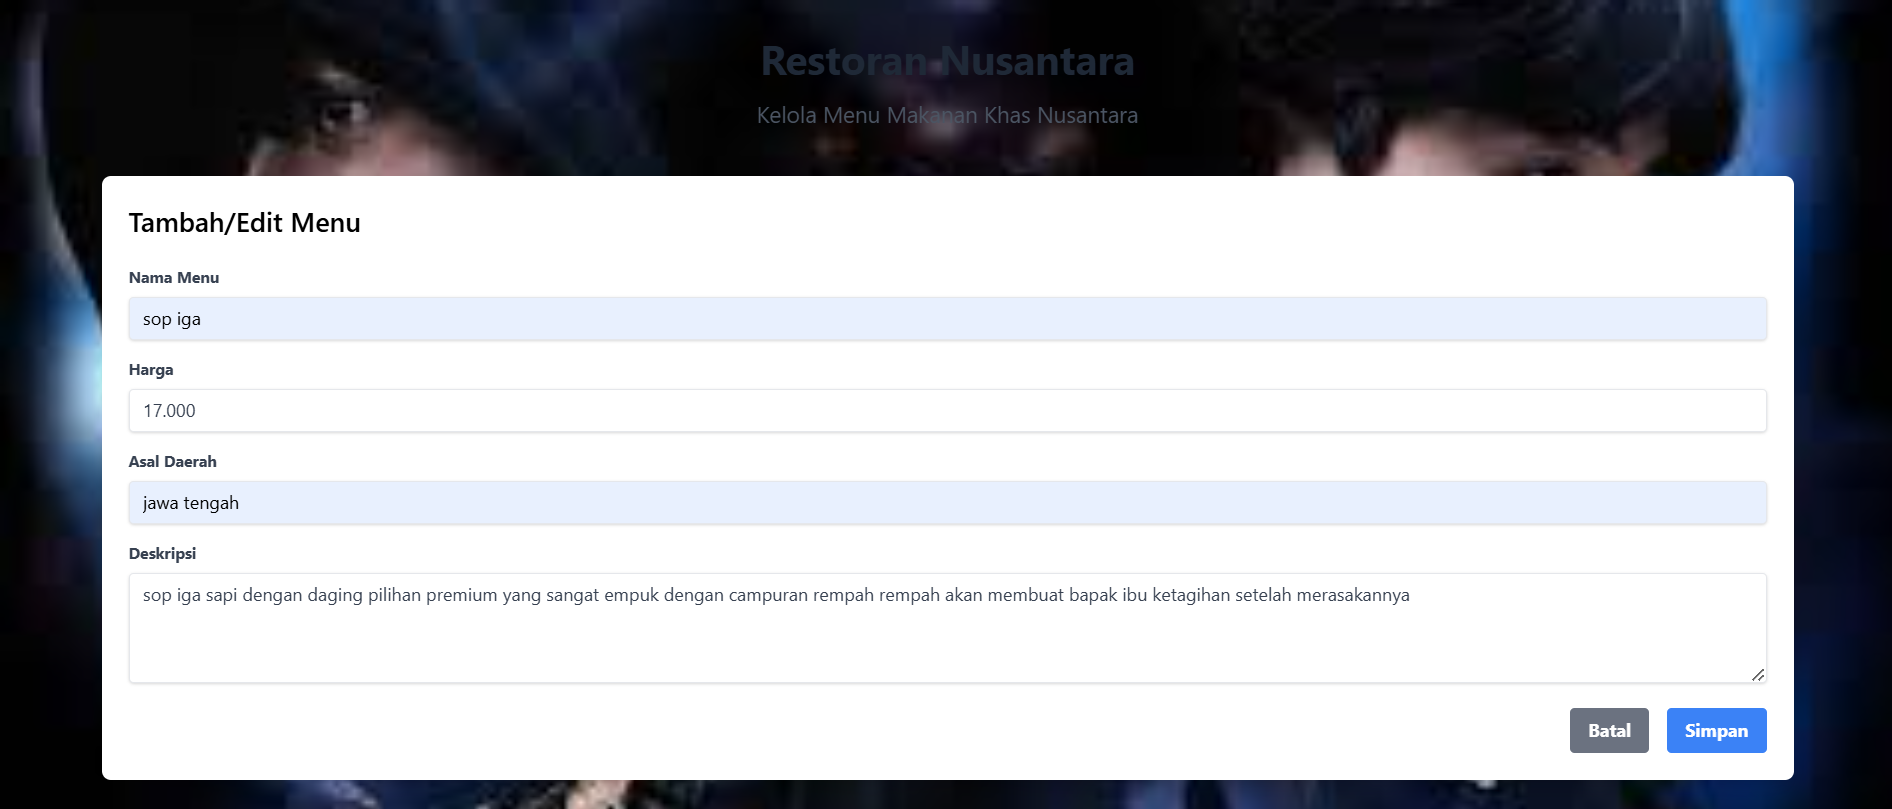 Restoran Nusantara
Kelola Menu Makanan Khas Nusantara
Tambah/Edit Menu
Nama Menu
sop iga
Harga
17.000
Asal Daerah
jawa tengah
Deskripsi
sop iga sapi dengan daging pilihan premium yang sangat empuk dengan campuran rempah rempah akan membuat bapak ibu ketagihan setelah merasakannya
Batal Simpan